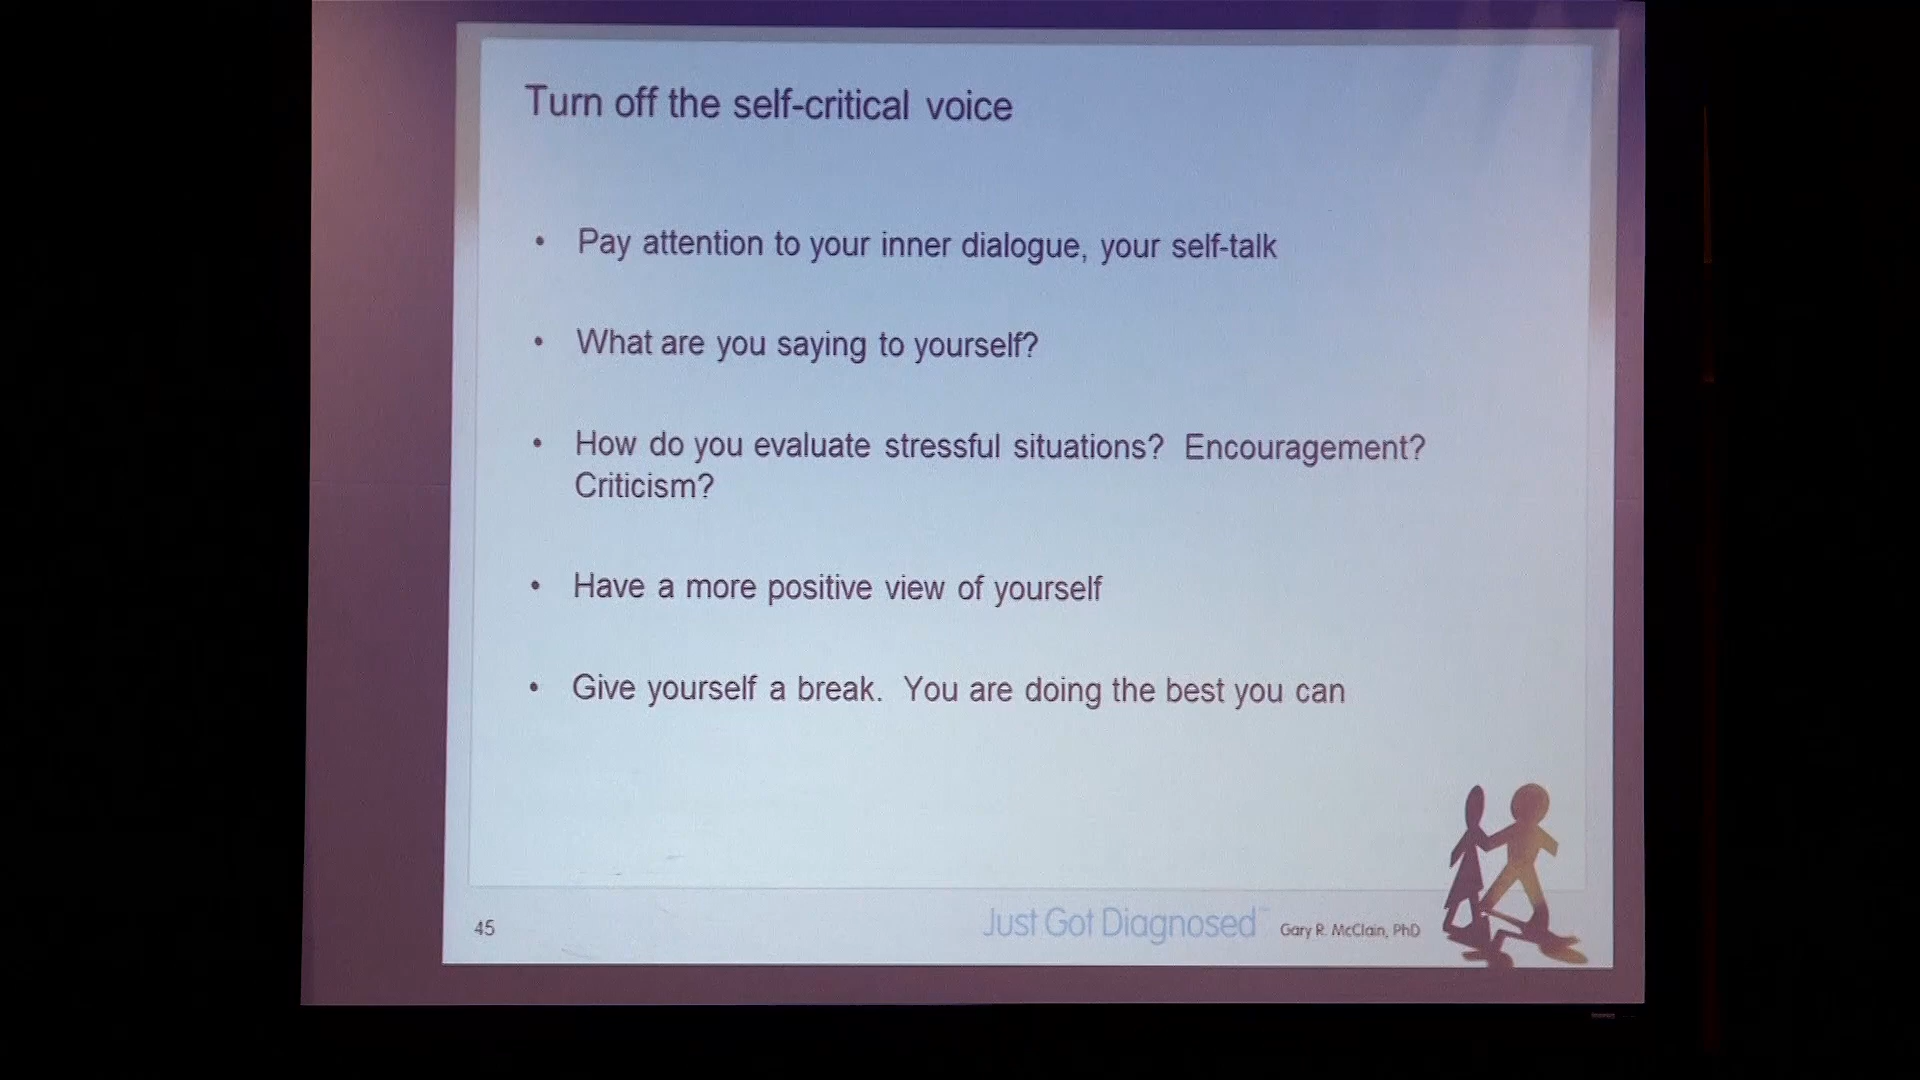 Turn off the self-critical voice
• Pay attention to your inner dialogue, your self-talk
• What are you saying to yourself?
• How do you evaluate stressful situations?  Encouragement?
Criticism?
• Have a more positive view of yourself
• Give yourself a break.  You are doing the best you can
45
Just Got Diagnosed™ Gary R. McClain, PhD